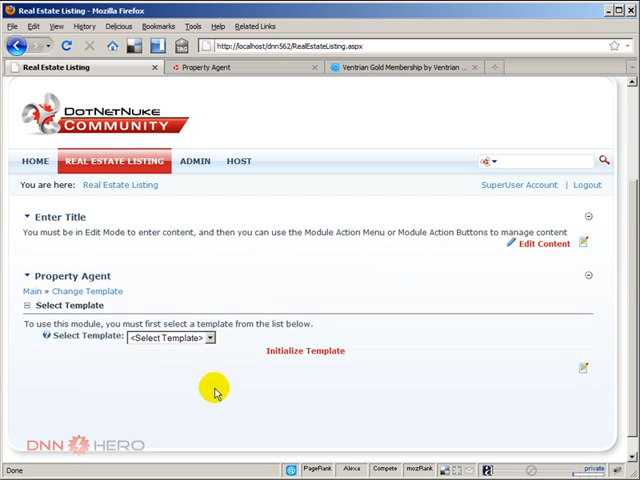 Real Estate Listing - Mozilla Firefox
File Edit View History Delicious Bookmarks Tools Help Related Links
http://localhost/dnn562/RealEstateListing.aspx
Real Estate Listing Property Agent Ventrian Gold Membership by Ventrian ...
DOTNETNUKE
COMMUNITY
HOME REAL ESTATE LISTING ADMIN HOST
You are here: Real Estate Listing SuperUser Account | Logout
Enter Title
You must be in Edit Mode to enter content, and then you can use the Module Action Menu or Module Action Buttons to manage content
Edit Content
Property Agent
Main » Change Template
Select Template
To use this module, you must first select a template from the list below.
Select Template: <Select Template>
Initialize Template
DNN HERO
Done PageRank Alexa Compete mozRank private